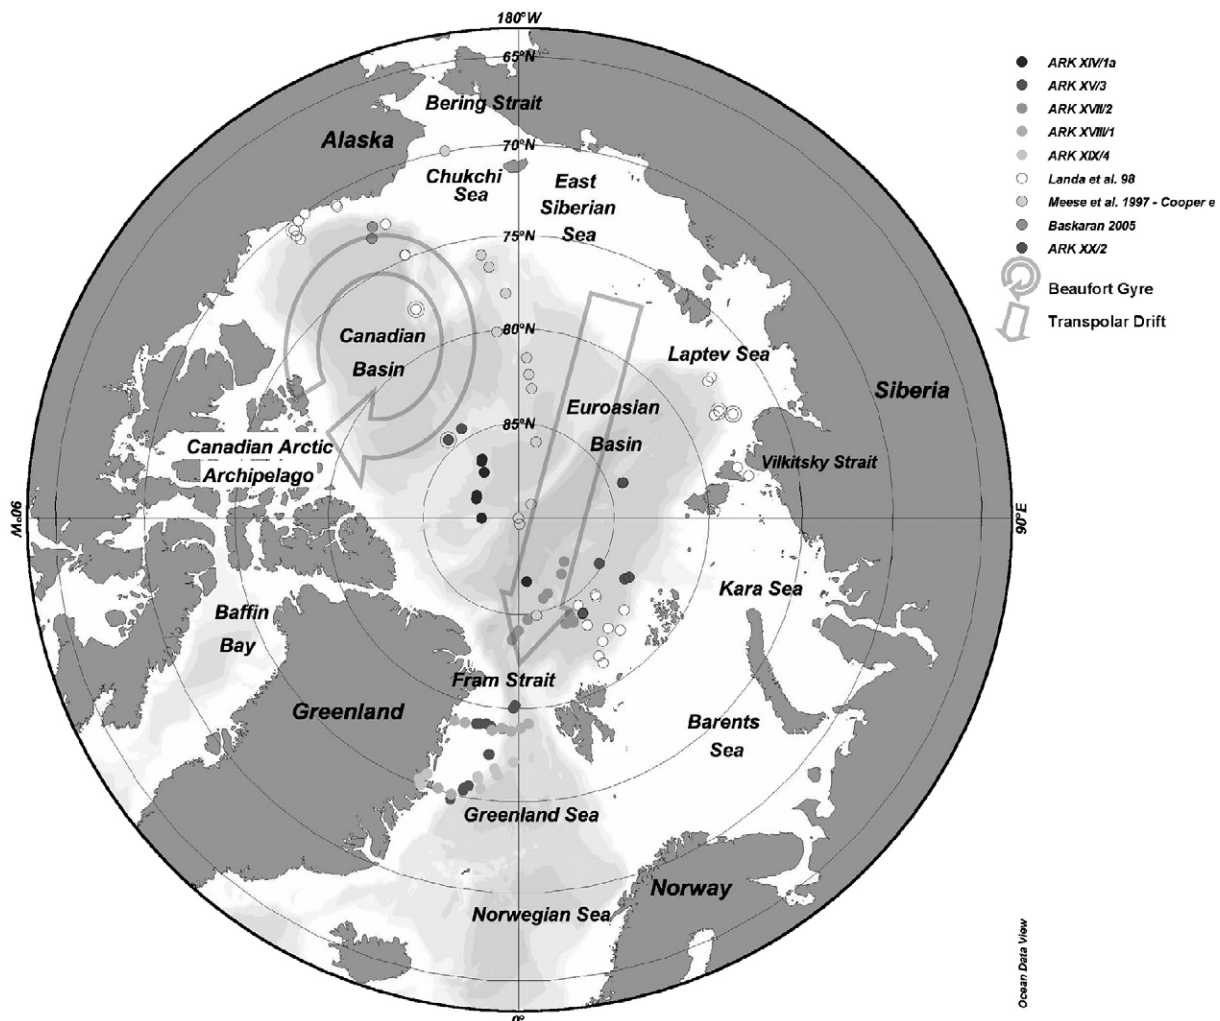 180°W
65°N
Bering Strait
Alaska
70°N
Chukchi
Sea
East
Siberian
Sea
75°N
Canadian
Basin
80°N
Laptev Sea
Siberia
85°N
Euroasian
Basin
Canadian Arctic
Archipelago
Vilkitsky Strait
90°W
90°E
Kara Sea
Baffin
Bay
Fram Strait
Greenland
Barents
Sea
Greenland Sea
Norway
Norwegian Sea
0°
ARK XIV/1a
ARK XV/3
ARK XVII/2
ARK XVIII/1
ARK XIX/4
Landa et al. 98
Meese et al. 1997 - Cooper e
Baskaran 2005
ARK XX/2
Beaufort Gyre
Transpolar Drift
Ocean Data View